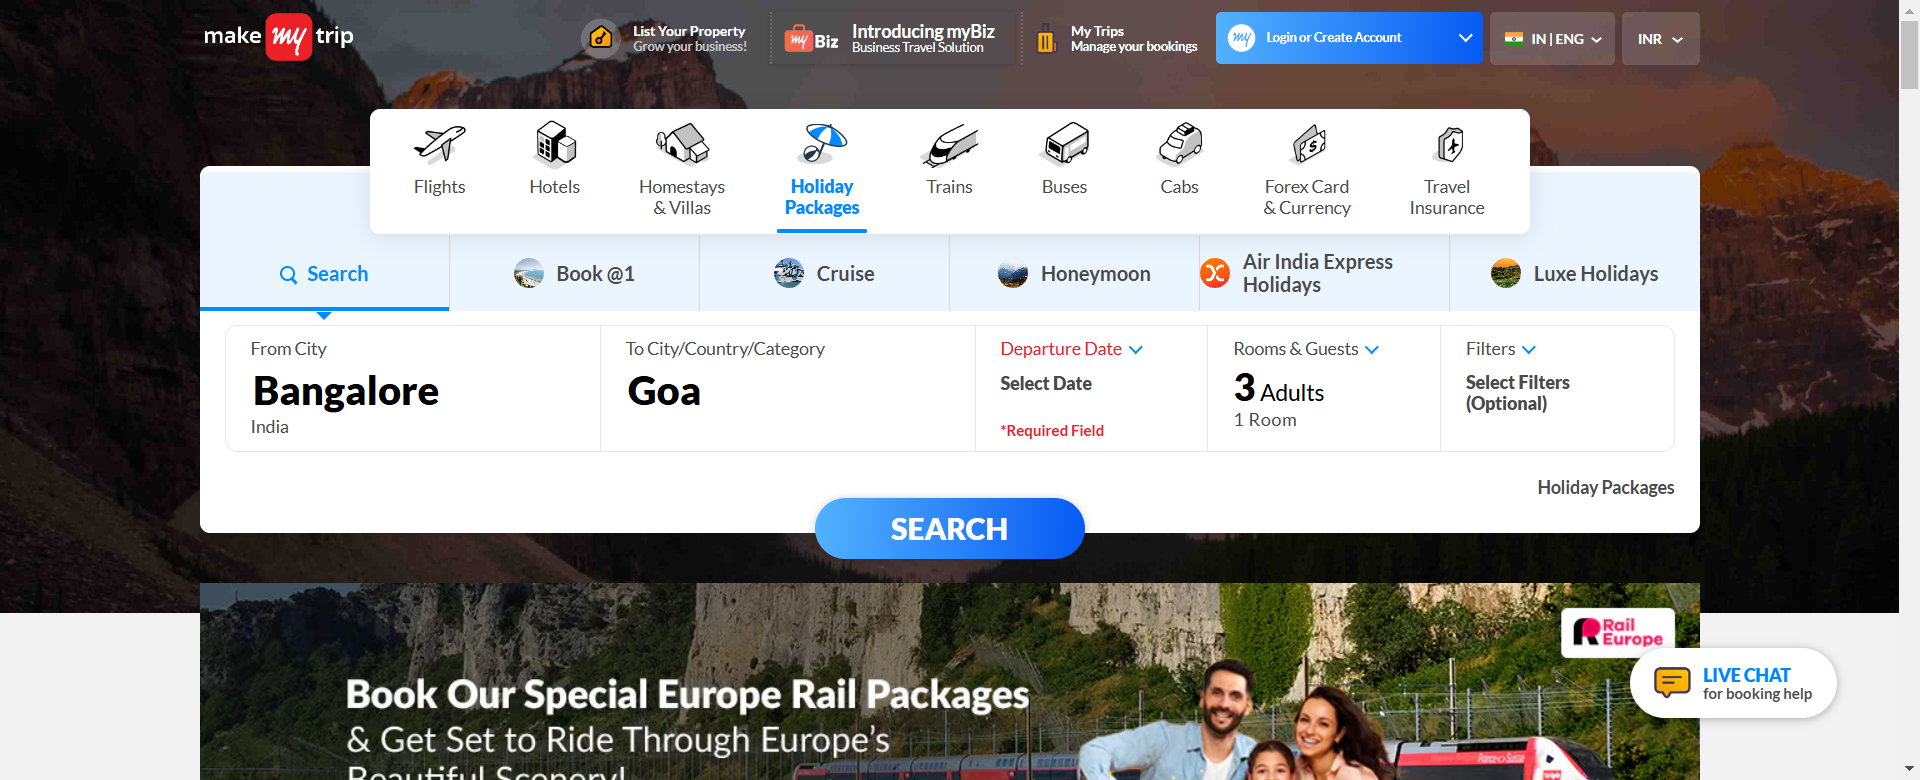 make my trip
List Your Property
Grow your business!
my Biz
Introducing myBiz
Business Travel Solution
My Trips
Manage your bookings
my
Login or Create Account
IN | ENG
INR
Flights
Hotels
Homestays
& Villas
Holiday
Packages
Trains
Buses
Cabs
Forex Card
& Currency
Travel
Insurance
Search
Book @1
Cruise
Honeymoon
Air India Express
Holidays
Luxe Holidays
From City
Bangalore
India
To City/Country/Category
Goa
Departure Date
Select Date
*Required Field
Rooms & Guests
3 Adults
1 Room
Filters
Select Filters
(Optional)
Holiday Packages
SEARCH
Rail
Europe
LIVE CHAT
for booking help
Book Our Special Europe Rail Packages
& Get Set to Ride Through Europe's
Beautiful Scenery!